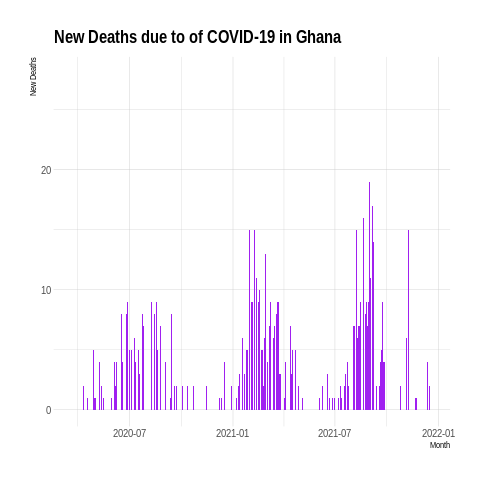 New Deaths due to of COVID-19 in Ghana
New Deaths
20
10
0
2020-07 2021-01 2021-07 2022-01
Month